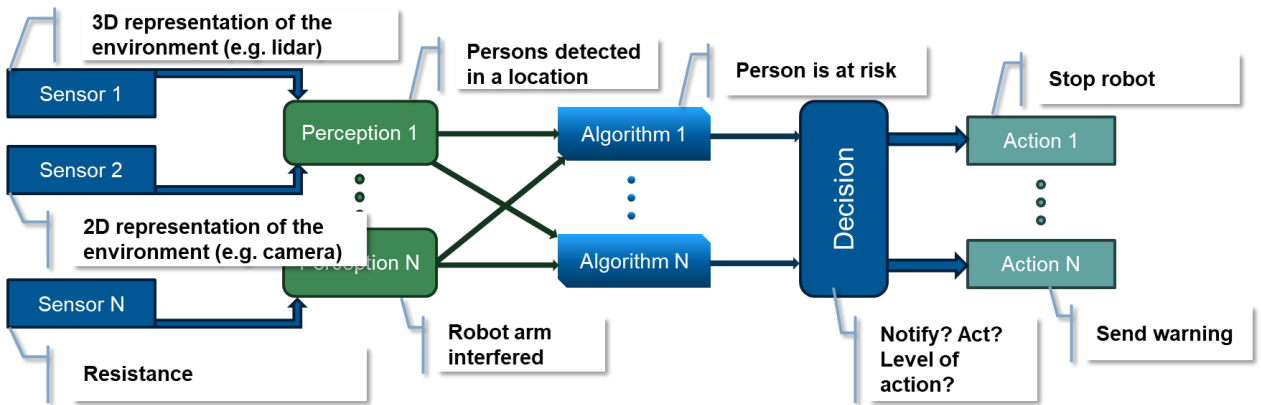 3D representation of the
environment (e.g. lidar)
Persons detected
in a location
Person is at risk
Stop robot
Sensor 1
Perception 1
Algorithm 1
Decision
Action 1
Sensor 2
2D representation of the
environment (e.g. camera)
Perception N
Algorithm N
Action N
Sensor N
Resistance
Robot arm
interfered
Notify? Act?
Level of
action?
Send warning